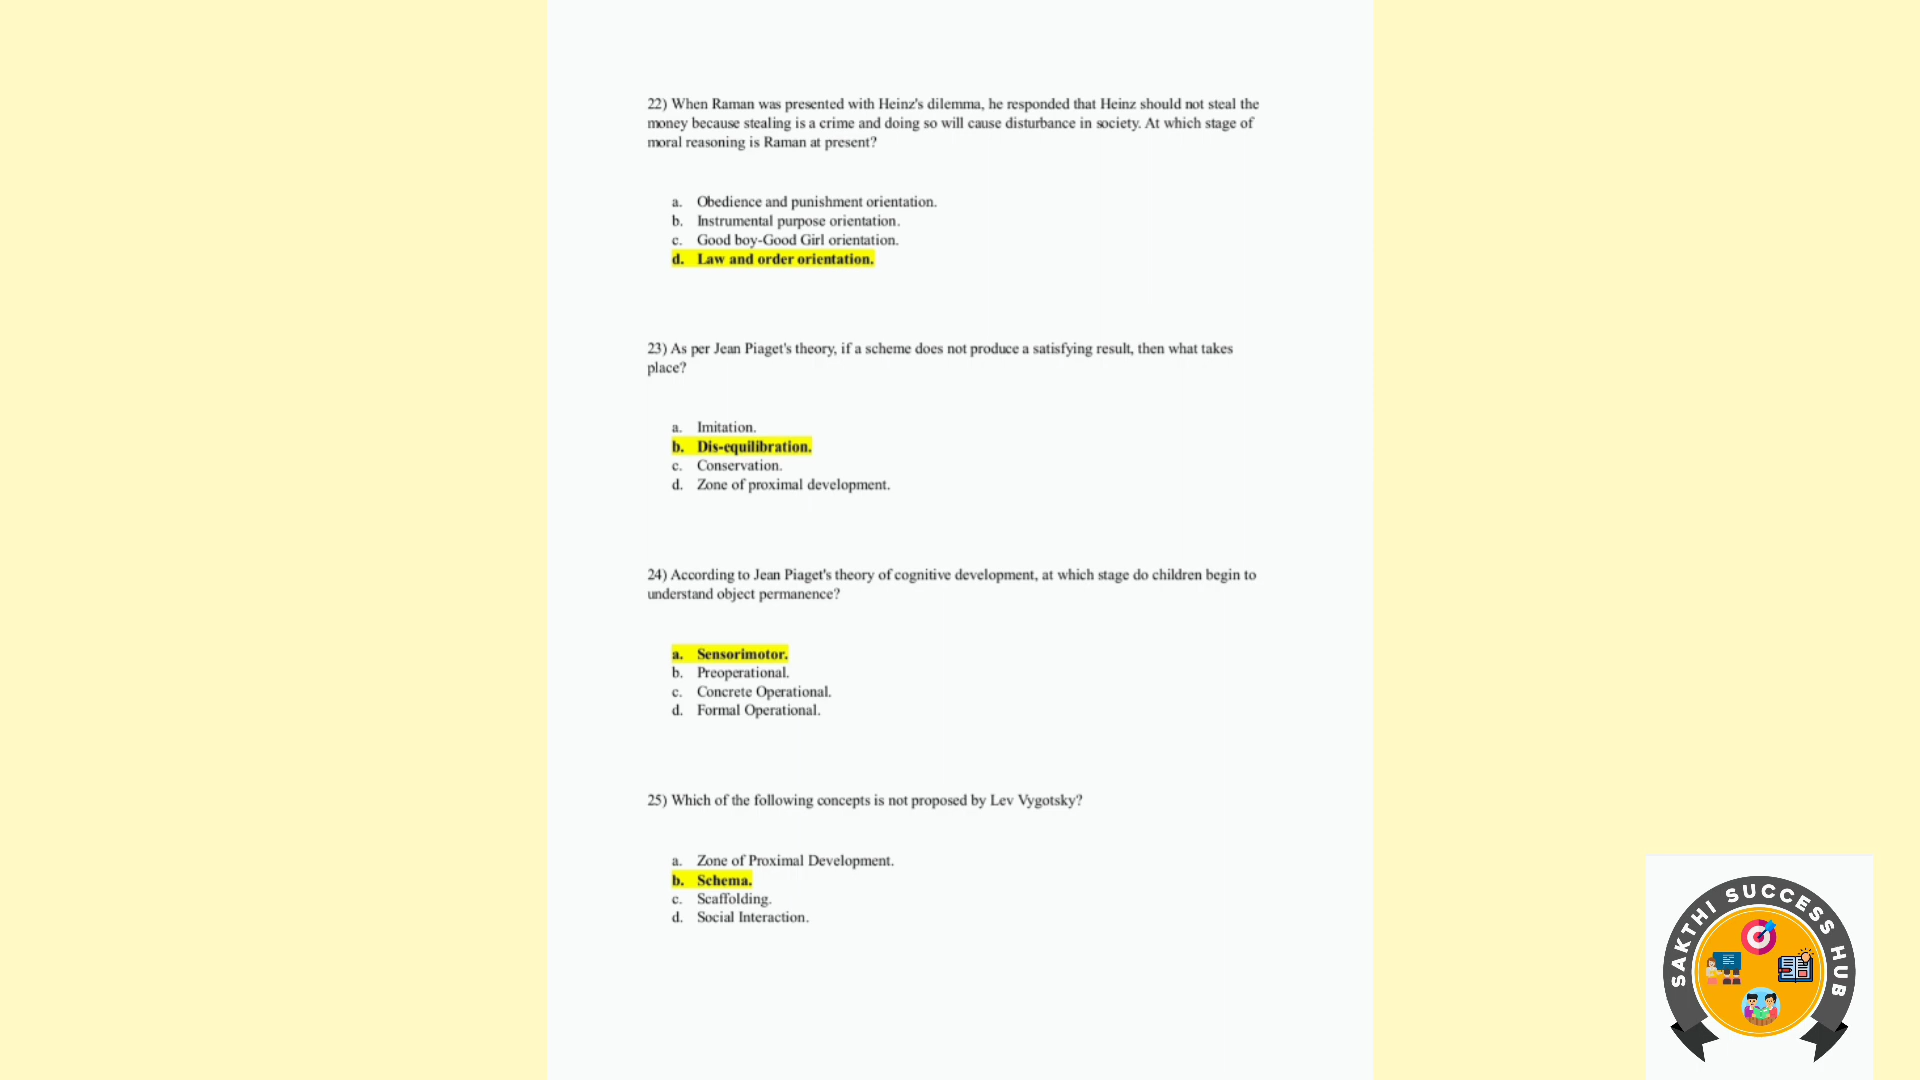 22) When Raman was presented with Heinz's dilemma, he responded that Heinz should not steal the
money because stealing is a crime and doing so will cause disturbance in society. At which stage of
moral reasoning is Raman at present?
a. Obedience and punishment orientation.
b. Instrumental purpose orientation.
c. Good boy-Good Girl orientation.
d. Law and order orientation.
23) As per Jean Piaget's theory, if a scheme does not produce a satisfying result, then what takes
place?
a. Imitation.
b. Dis-equilibration.
c. Conservation.
d. Zone of proximal development.
24) According to Jean Piaget's theory of cognitive development, at which stage do children begin to
understand object permanence?
a. Sensorimotor.
b. Preoperational.
c. Concrete Operational.
d. Formal Operational.
25) Which of the following concepts is not proposed by Lev Vygotsky?
a. Zone of Proximal Development.
b. Schema.
c. Scaffolding.
d. Social Interaction.
SAKTHI SUCCESS HUB